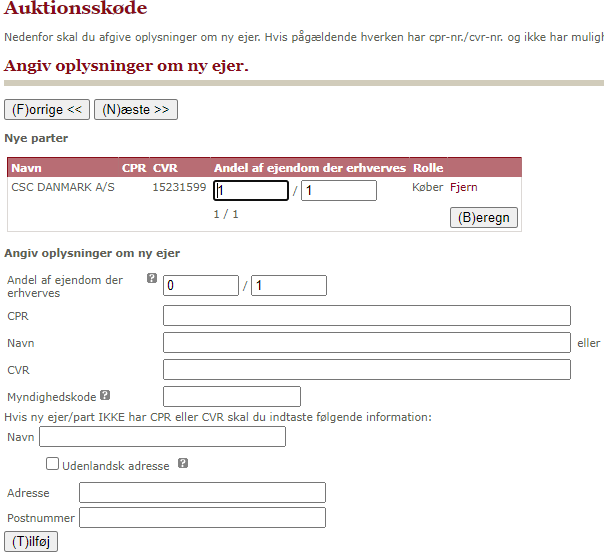 Auktionsskøde
Nedenfor skal du afgive oplysninger om ny ejer. Hvis pågældende hverken har cpr-nr./cvr-nr. og ikke har
Angiv oplysninger om ny ejer.
(F)orrige << (N)æste >>
Nye parter
Navn CPR CVR Andel af ejendom der erhverves Rolle
CSC DANMARK A/S 15231599 1 / 1 Køber Fjern
1 / 1 (B)eregn
Angiv oplysninger om ny ejer
Andel af ejendom der ? 0 / 1
erhverves
CPR
Navn eller
CVR
Myndighedskode ?
Hvis ny ejer/part IKKE har CPR eller CVR skal du indtaste følgende information:
Navn
Udenlandsk adresse ?
Adresse
Postnummer
(T)ilføj